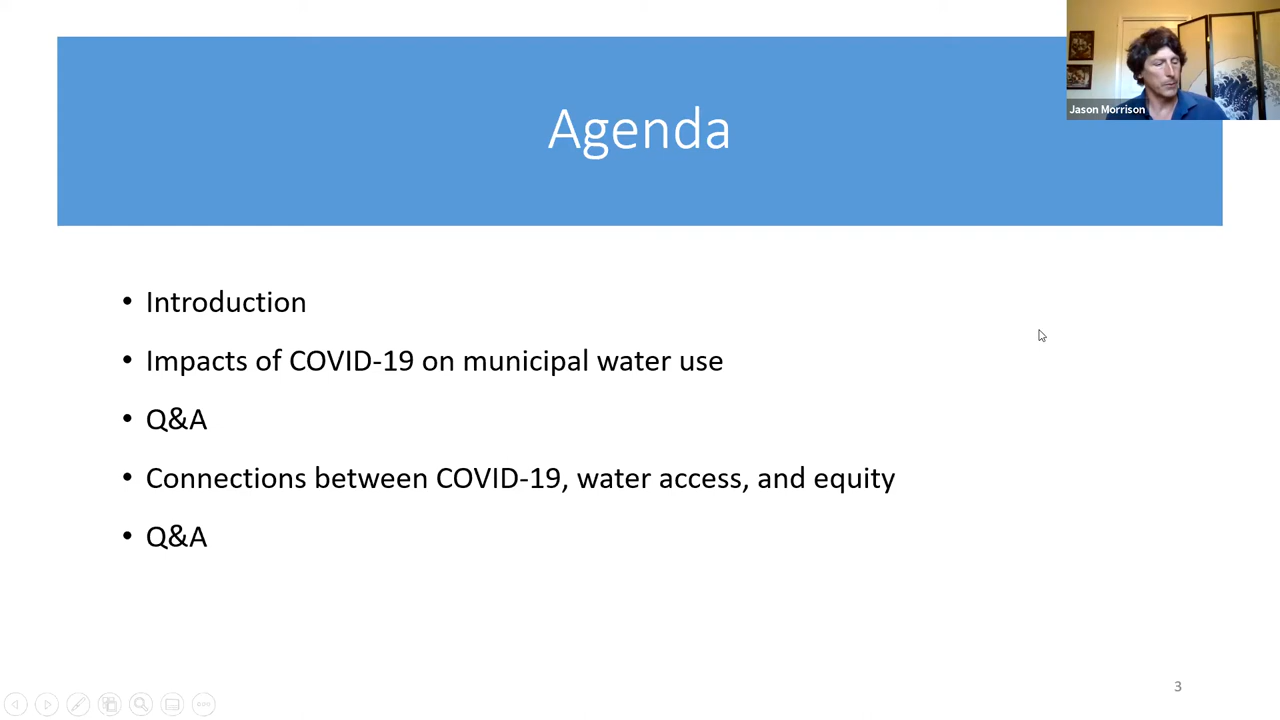 Jason Morrison
Agenda
• Introduction
• Impacts of COVID-19 on municipal water use
• Q&A
• Connections between COVID-19, water access, and equity
• Q&A
3